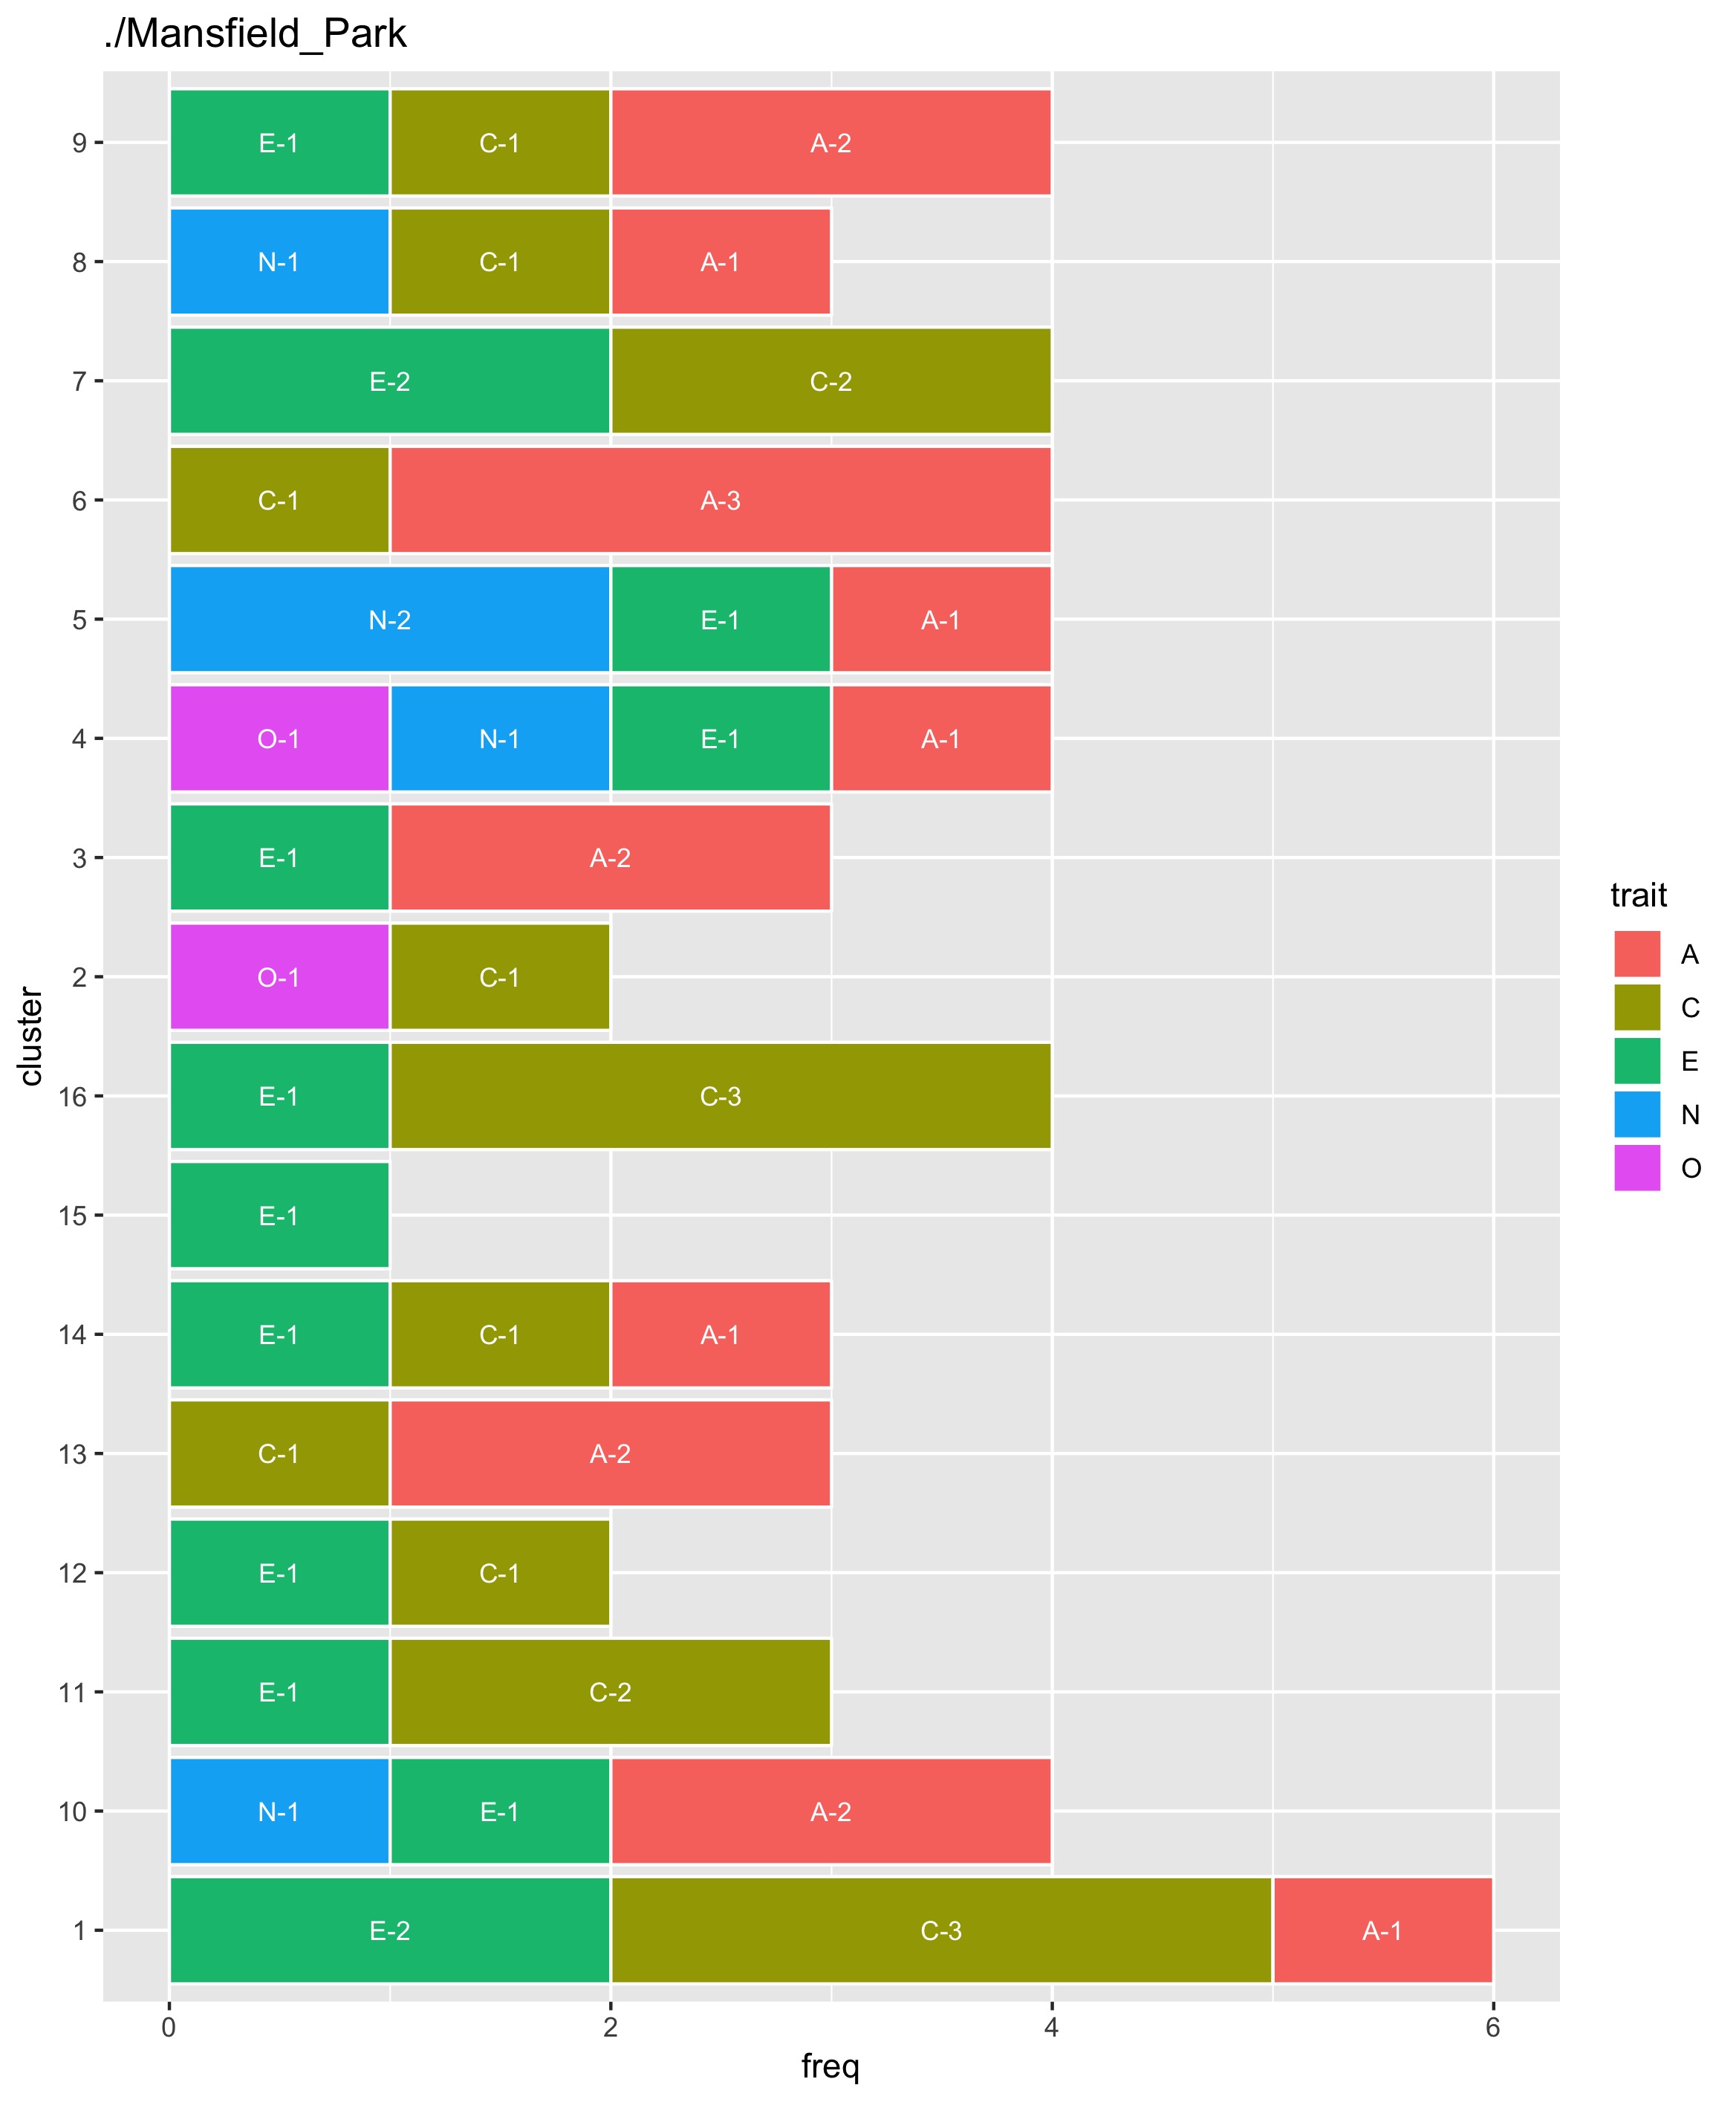 ./Mansfield_Park
9 E-1 C-1 A-2
8 N-1 C-1 A-1
7 E-2 C-2
6 C-1 A-3
5 N-2 E-1 A-1
4 O-1 N-1 E-1 A-1
3 E-1 A-2
2 O-1 C-1
16 E-1 C-3
15 E-1
14 E-1 C-1 A-1
13 C-1 A-2
12 E-1 C-1
11 E-1 C-2
10 N-1 E-1 A-2
1 E-2 C-3 A-1
0 2 4 6
freq
cluster
trait
A
C
E
N
O